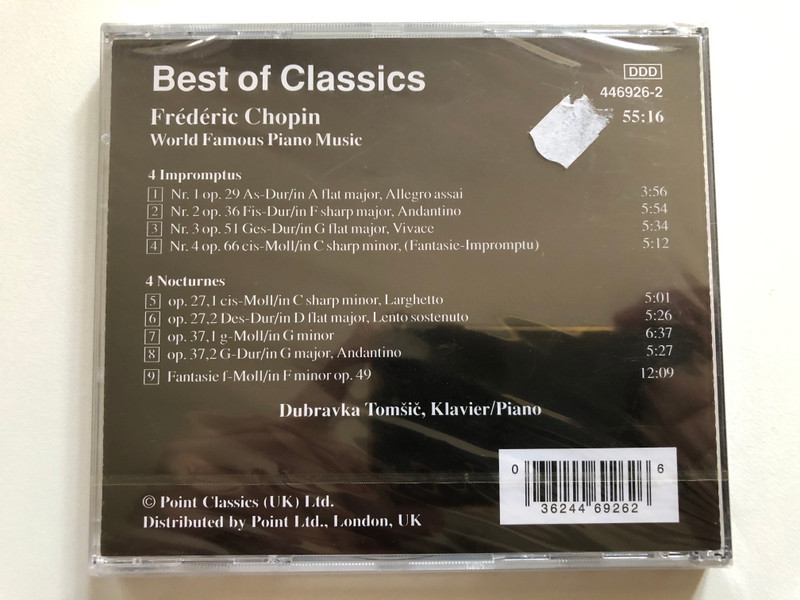 Best of Classics
DDD
446926-2
Frédéric Chopin 55:16
World Famous Piano Music
4 Impromptus
1 Nr. 1 op. 29 As-Dur/in A flat major, Allegro assai 3:56
2 Nr. 2 op. 36 Fis-Dur/in F sharp major, Andantino 5:54
3 Nr. 3 op. 51 Ges-Dur/in G flat major, Vivace 5:34
4 Nr. 4 op. 66 cis-Moll/in C sharp minor, (Fantasie-Impromptu) 5:12
4 Nocturnes
5 op. 27,1 cis-Moll/in C sharp minor, Larghetto 5:01
6 op. 27,2 Des-Dur/in D flat major, Lento sostenuto 5:26
7 op. 37,1 g-Moll/in G minor 6:37
8 op. 37,2 G-Dur/in G major, Andantino 5:27
9 Fantasie f-Moll/in F minor op. 49 12:09
Dubravka Tomšič, Klavier/Piano
0 36244 69262 6
© Point Classics (UK) Ltd.
Distributed by Point Ltd., London, UK